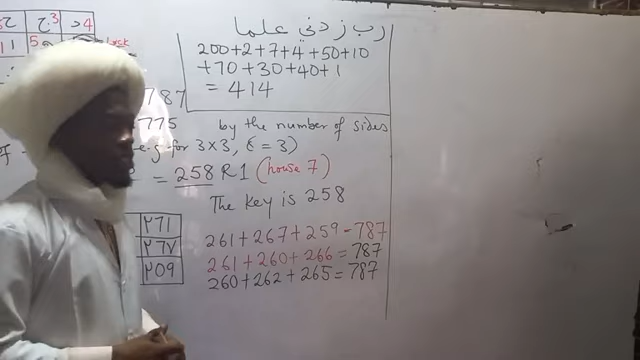 رب زدني علما
200+2+7+4+50+10
+70+30+40+1
= 414
787
775
by the number of sides
e.g for 3x3, (= 3)
= 258 R1 (house 7)
The key is 258
٢٦١
٢٦٧
٢٥٩
261+267+259=787
261+260+266=787
260+262+265=787